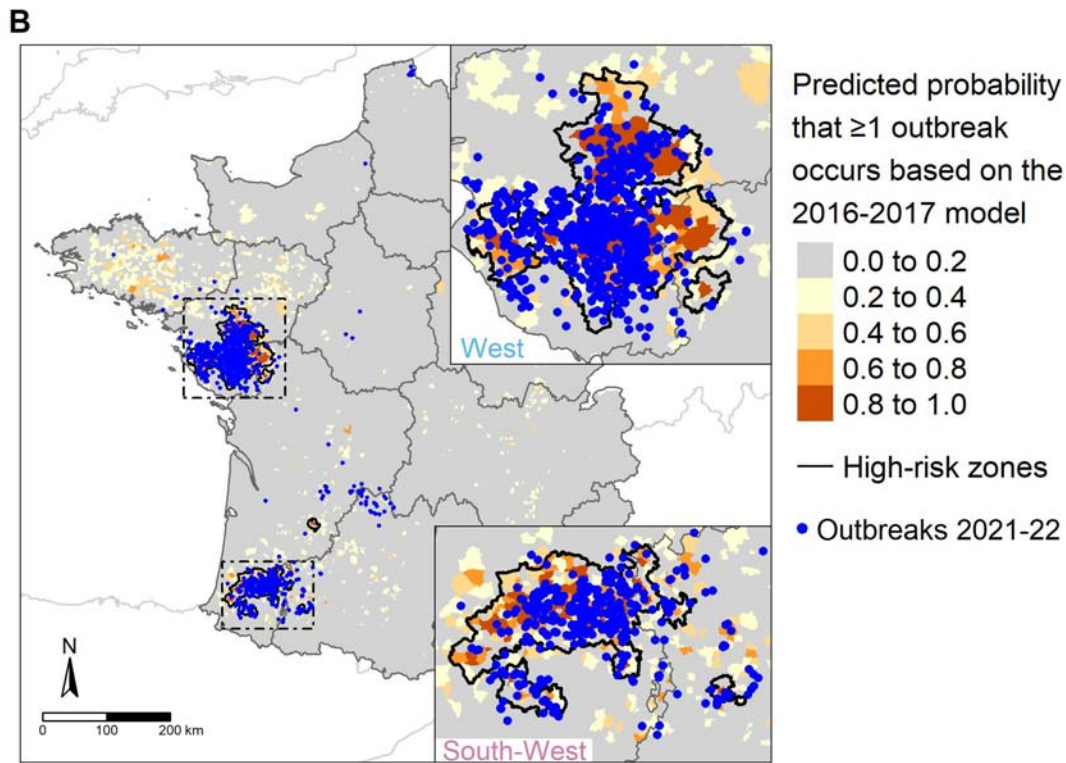 B
West
South-West
N
0 100 200 km
Predicted probability
that ≥1 outbreak
occurs based on the
2016-2017 model
0.0 to 0.2
0.2 to 0.4
0.4 to 0.6
0.6 to 0.8
0.8 to 1.0
High-risk zones
Outbreaks 2021-22